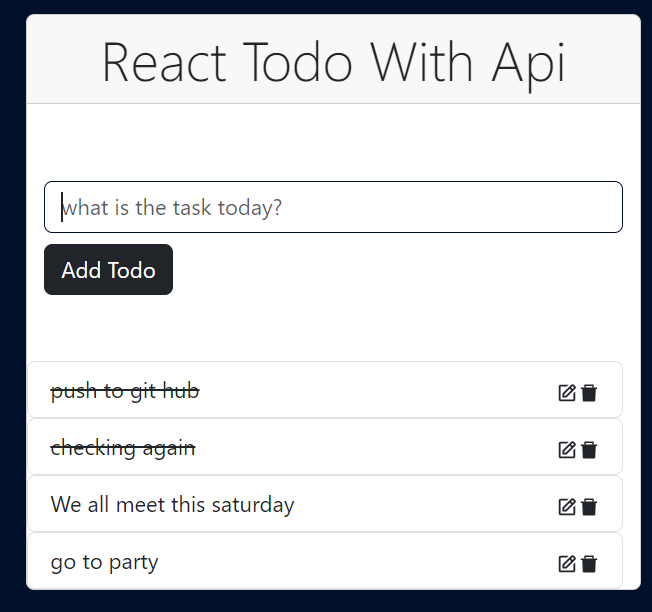 React Todo With Api
what is the task today?
Add Todo
push to git hub
checking again
We all meet this saturday
go to party